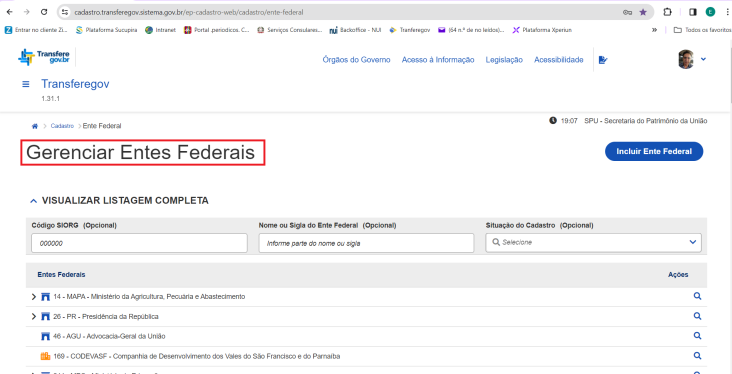 cadastro.transferegov.sistema.gov.br/ep-cadastro-web/cadastro/ente-federal
Entrar no cliente Zi... Plataforma Sucupira Intranet Portal .periodicos. C... Serviços Consulares... Backoffice - NUI Tranferegov (64 n.º de no leídos)... Plataforma Xperiun » Todos os favoritos
Transfere
gov.br
Órgãos do Governo Acesso à Informação Legislação Acessibilidade
Transferegov
1.31.1
19:07 SPU - Secretaria do Patrimônio da União
> Cadastro > Ente Federal
Gerenciar Entes Federais
Incluir Ente Federal
VISUALIZAR LISTAGEM COMPLETA
Código SIORG (Opcional) Nome ou Sigla do Ente Federal (Opcional) Situação do Cadastro (Opcional)
000000 Informe parte do nome ou sigla Selecione
Entes Federais Ações
14 - MAPA - Ministério da Agricultura, Pecuária e Abastecimento
26 - PR - Presidência da República
46 - AGU - Advocacia-Geral da União
169 - CODEVASF - Companhia de Desenvolvimento dos Vales do São Francisco e do Parnaíba